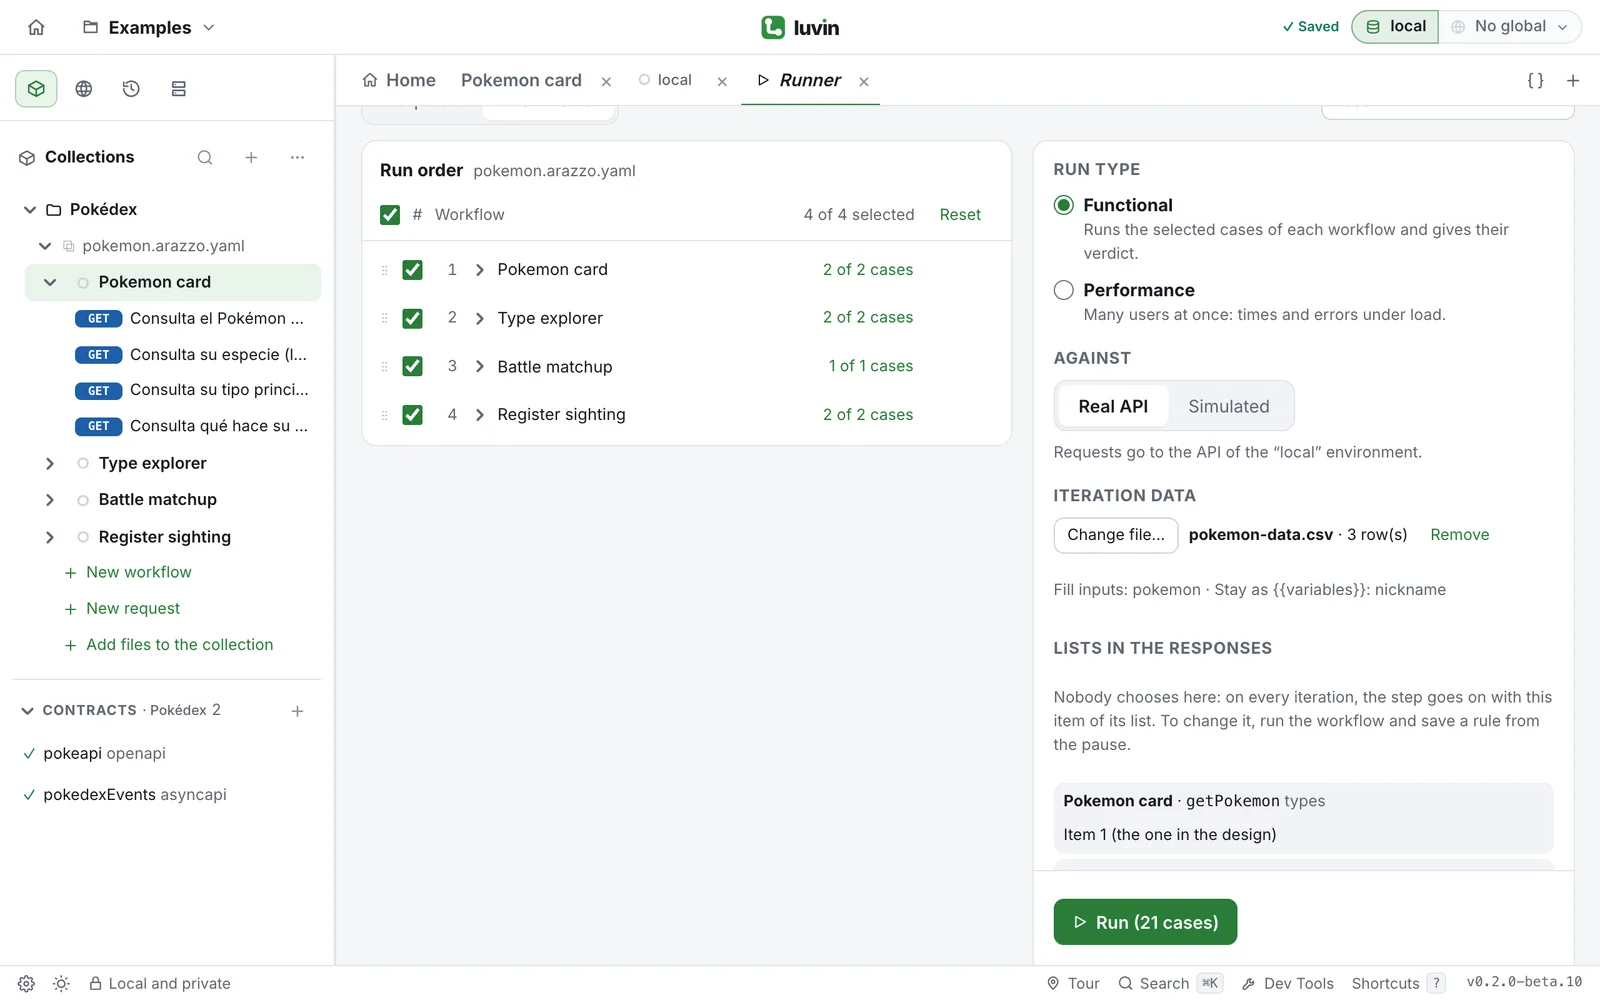 Examples
luvin
Saved
local
No global
Home
Pokemon card
local
Runner
{ }
Collections
Pokédex
pokemon.arazzo.yaml
Pokemon card
GET Consulta el Pokémon ...
GET Consulta su especie (l...
GET Consulta su tipo princi...
GET Consulta qué hace su ...
Type explorer
Battle matchup
Register sighting
+ New workflow
+ New request
+ Add files to the collection
CONTRACTS · Pokédex 2
pokeapi openapi
pokedexEvents asyncapi
Run order pokemon.arazzo.yaml
# Workflow 4 of 4 selected Reset
1 Pokemon card 2 of 2 cases
2 Type explorer 2 of 2 cases
3 Battle matchup 1 of 1 cases
4 Register sighting 2 of 2 cases
RUN TYPE
Functional
Runs the selected cases of each workflow and gives their
verdict.
Performance
Many users at once: times and errors under load.
AGAINST
Real API Simulated
Requests go to the API of the “local” environment.
ITERATION DATA
Change file... pokemon-data.csv · 3 row(s) Remove
Fill inputs: pokemon · Stay as {{variables}}: nickname
LISTS IN THE RESPONSES
Nobody chooses here: on every iteration, the step goes on with this
item of its list. To change it, run the workflow and save a rule from
the pause.
Pokemon card · getPokemon types
Item 1 (the one in the design)
Run (21 cases)
Local and private
Tour
Search ⌘K
Dev Tools
Shortcuts ?
v0.2.0-beta.10